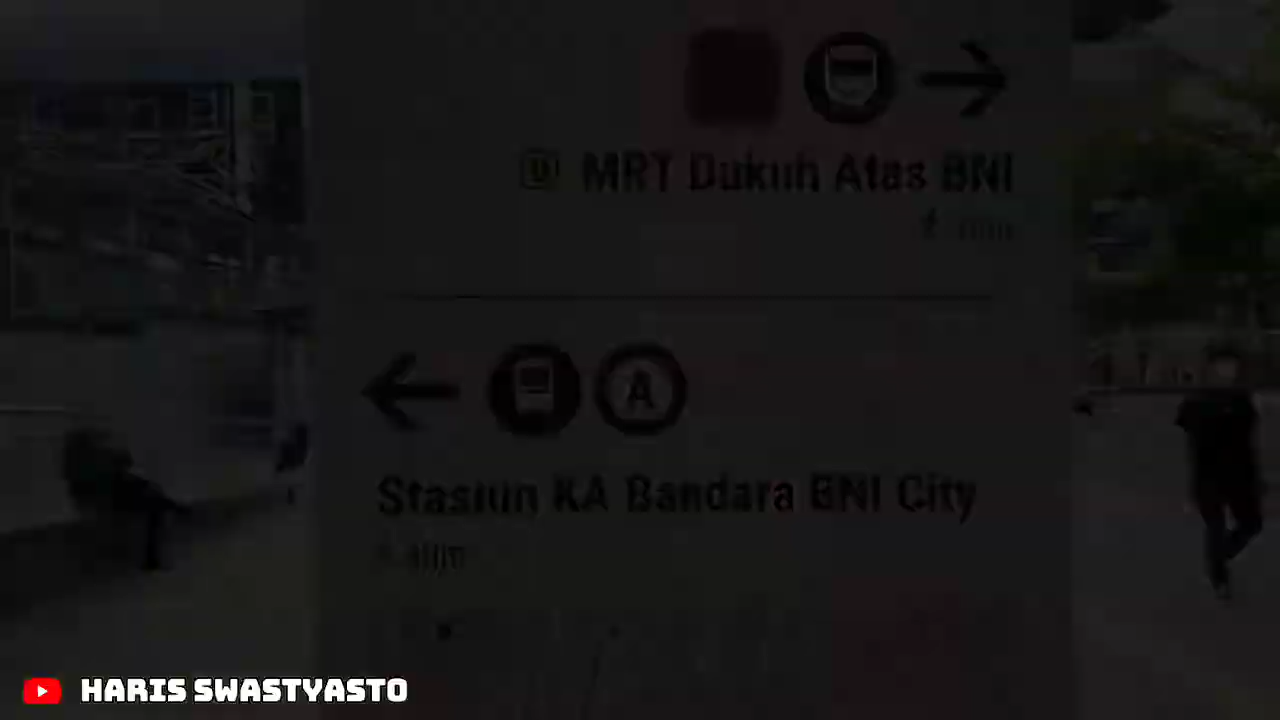 MRT Dukuh Atas BNI
A
Stasiun KA Bandara BNI City
HARIS SWASTYASTO